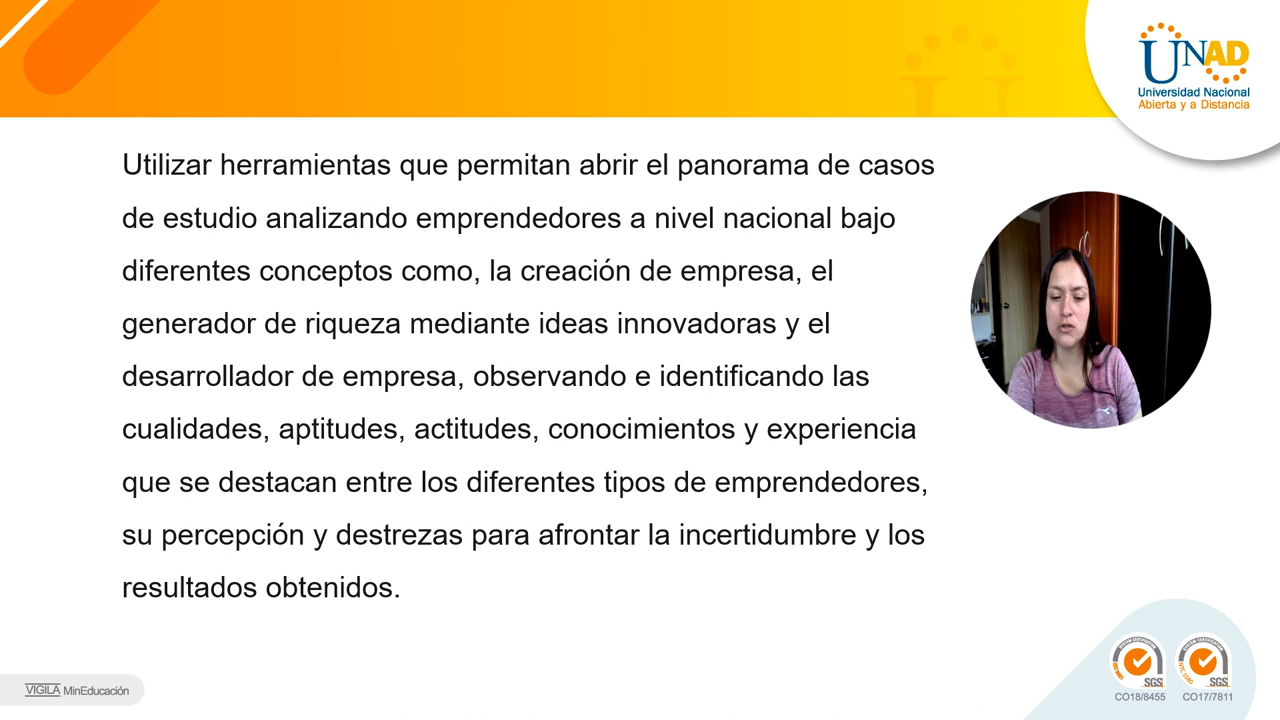 UNAD
Universidad Nacional
Abierta y a Distancia
Utilizar herramientas que permitan abrir el panorama de casos
de estudio analizando emprendedores a nivel nacional bajo
diferentes conceptos como, la creación de empresa, el
generador de riqueza mediante ideas innovadoras y el
desarrollador de empresa, observando e identificando las
cualidades, aptitudes, actitudes, conocimientos y experiencia
que se destacan entre los diferentes tipos de emprendedores,
su percepción y destrezas para afrontar la incertidumbre y los
resultados obtenidos.
VIGILA MinEducación
SGS
SGS
CO18/8455
CO17/7811